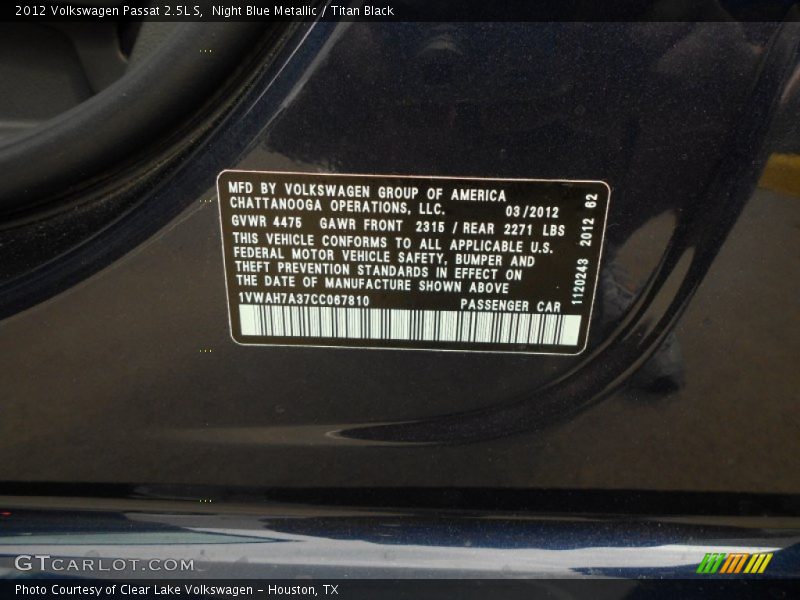 2012 Volkswagen Passat 2.5L S,  Night Blue Metallic / Titan Black
MFD BY VOLKSWAGEN GROUP OF AMERICA
CHATTANOOGA OPERATIONS, LLC. 03/2012
GVWR 4475 GAWR FRONT 2315 / REAR 2271 LBS
THIS VEHICLE CONFORMS TO ALL APPLICABLE U.S.
FEDERAL MOTOR VEHICLE SAFETY, BUMPER AND
THEFT PREVENTION STANDARDS IN EFFECT ON
THE DATE OF MANUFACTURE SHOWN ABOVE
1VWAH7A37CC067810 PASSENGER CAR
1120243 2012 62
GTCARLOT.COM
Photo Courtesy of Clear Lake Volkswagen - Houston, TX